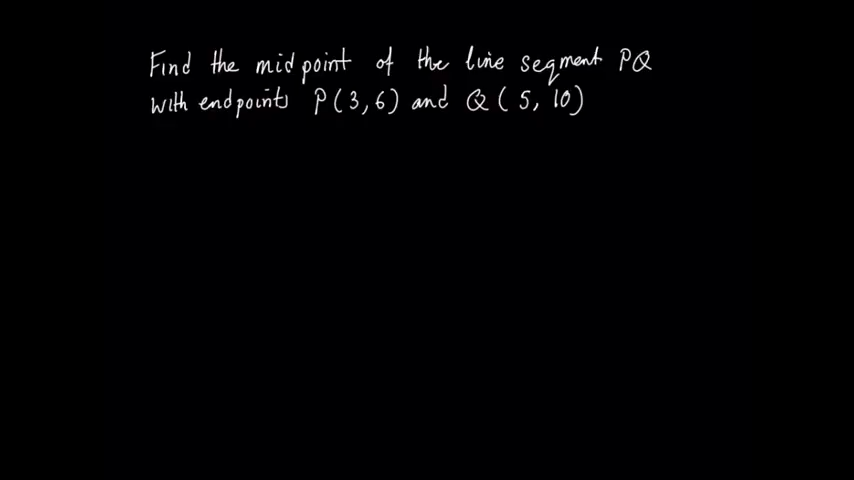 Find the midpoint of the line segment PQ
with endpoints P(3,6) and Q(5,10)